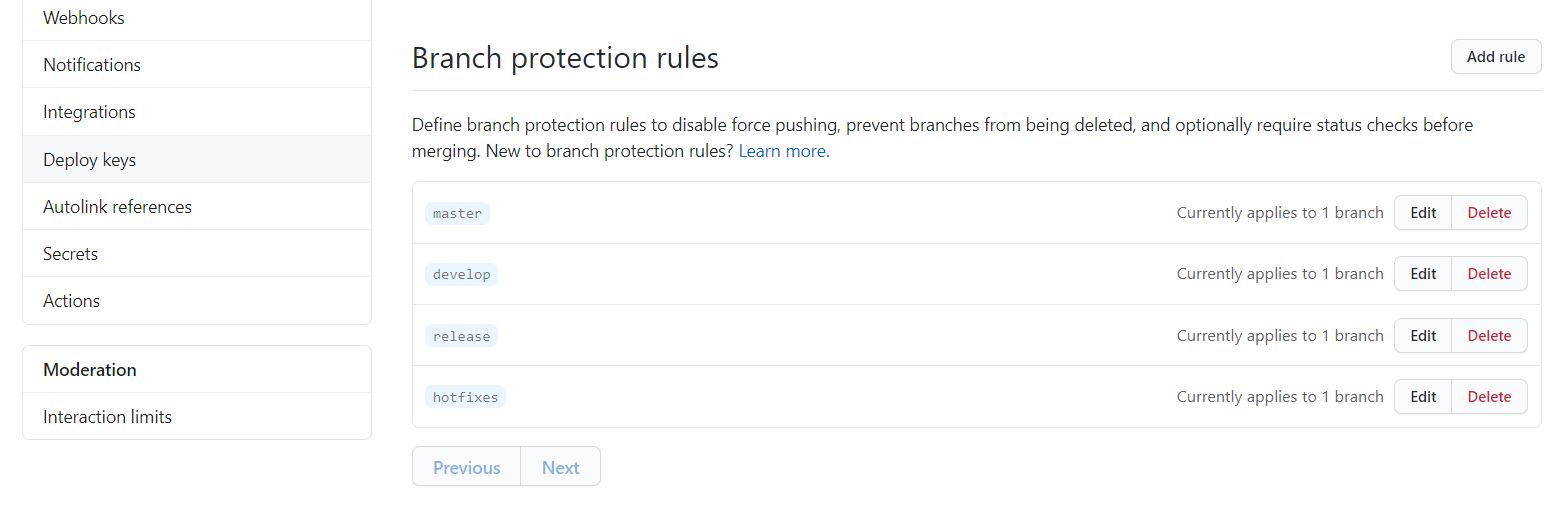 Webhooks
Notifications
Integrations
Deploy keys
Autolink references
Secrets
Actions
Moderation
Interaction limits
Branch protection rules
Add rule
Define branch protection rules to disable force pushing, prevent branches from being deleted, and optionally require status checks before
merging. New to branch protection rules? Learn more.
master Currently applies to 1 branch Edit Delete
develop Currently applies to 1 branch Edit Delete
release Currently applies to 1 branch Edit Delete
hotfixes Currently applies to 1 branch Edit Delete
Previous Next